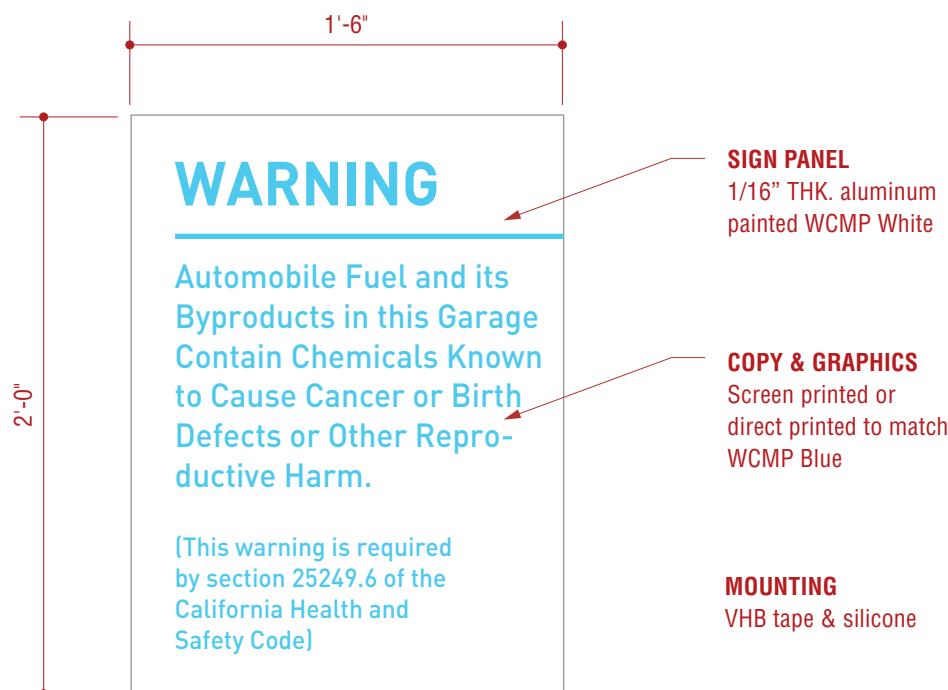 1'-6"
2'-0"
WARNING
Automobile Fuel and its
Byproducts in this Garage
Contain Chemicals Known
to Cause Cancer or Birth
Defects or Other Repro-
ductive Harm.
(This warning is required
by section 25249.6 of the
California Health and
Safety Code)
SIGN PANEL
1/16” THK. aluminum
painted WCMP White
COPY & GRAPHICS
Screen printed or
direct printed to match
WCMP Blue
MOUNTING
VHB tape & silicone